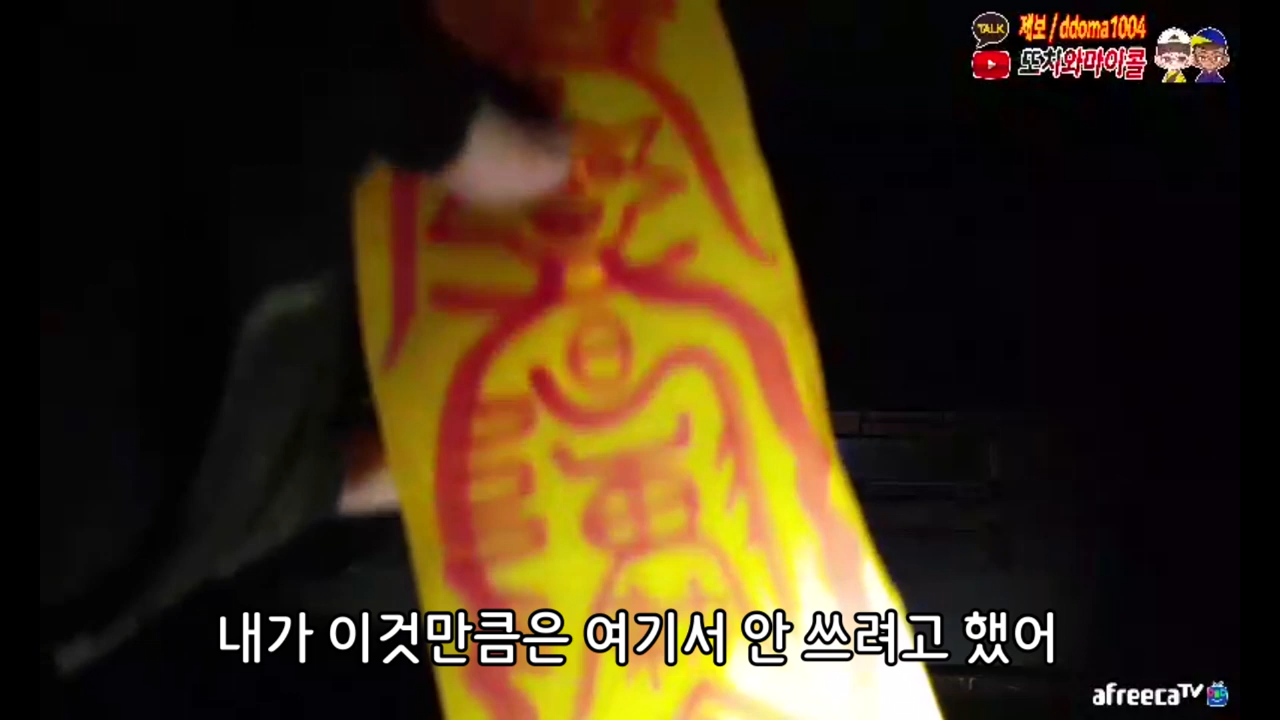 TALK 제보 / ddoma1004
또치와마이콜
내가 이것만큼은 여기서 안 쓰려고 했어
afreecaTV